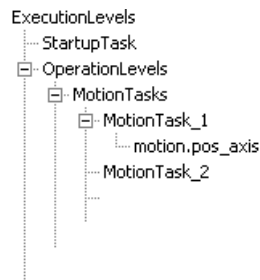 ExecutionLevels
StartupTask
OperationLevels
MotionTasks
MotionTask_1
motion.pos_axis
MotionTask_2